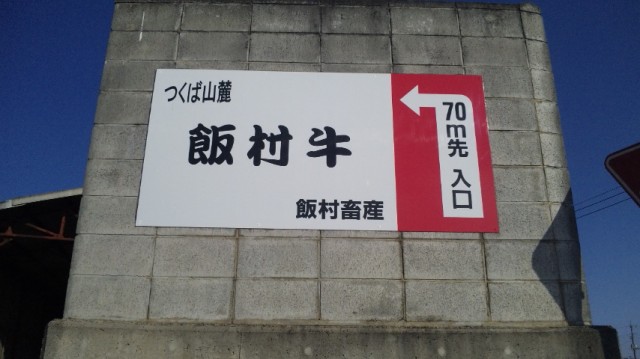 つくば山麓
飯村牛
飯村畜産
70m先 入口